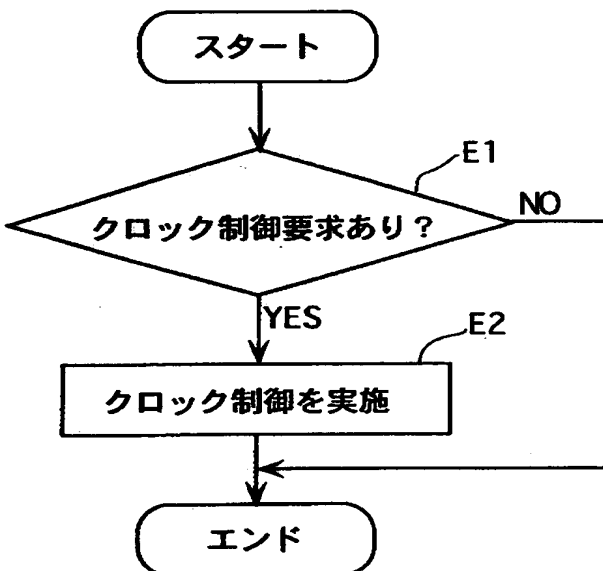 スタート
E1
クロック制御要求あり？
NO
YES
E2
クロック制御を実施
エンド